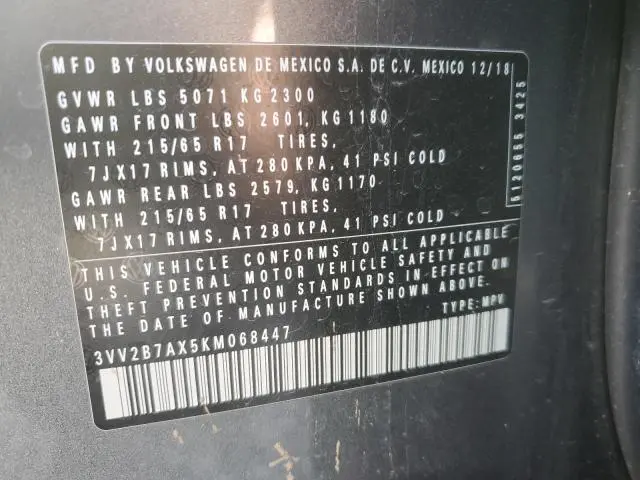 MFD BY VOLKSWAGEN DE MEXICO S.A. DE C.V. MEXICO 12/18
GVWR LBS 5071 KG 2300
GAWR FRONT LBS 2601, KG 1180
WITH 215/65 R17 TIRES,
7JX17 RIMS, AT 280 KPA, 41 PSI COLD
GAWR REAR LBS 2579, KG 1170
WITH 215/65 R17 TIRES,
7JX17 RIMS, AT 280 KPA, 41 PSI COLD
THIS VEHICLE CONFORMS TO ALL APPLICABLE
U.S. FEDERAL MOTOR VEHICLE SAFETY AND
THEFT PREVENTION STANDARDS IN EFFECT ON
THE DATE OF MANUFACTURE SHOWN ABOVE.
3VV2B7AX5KM068447 TYPE: MPV
5120655 3425